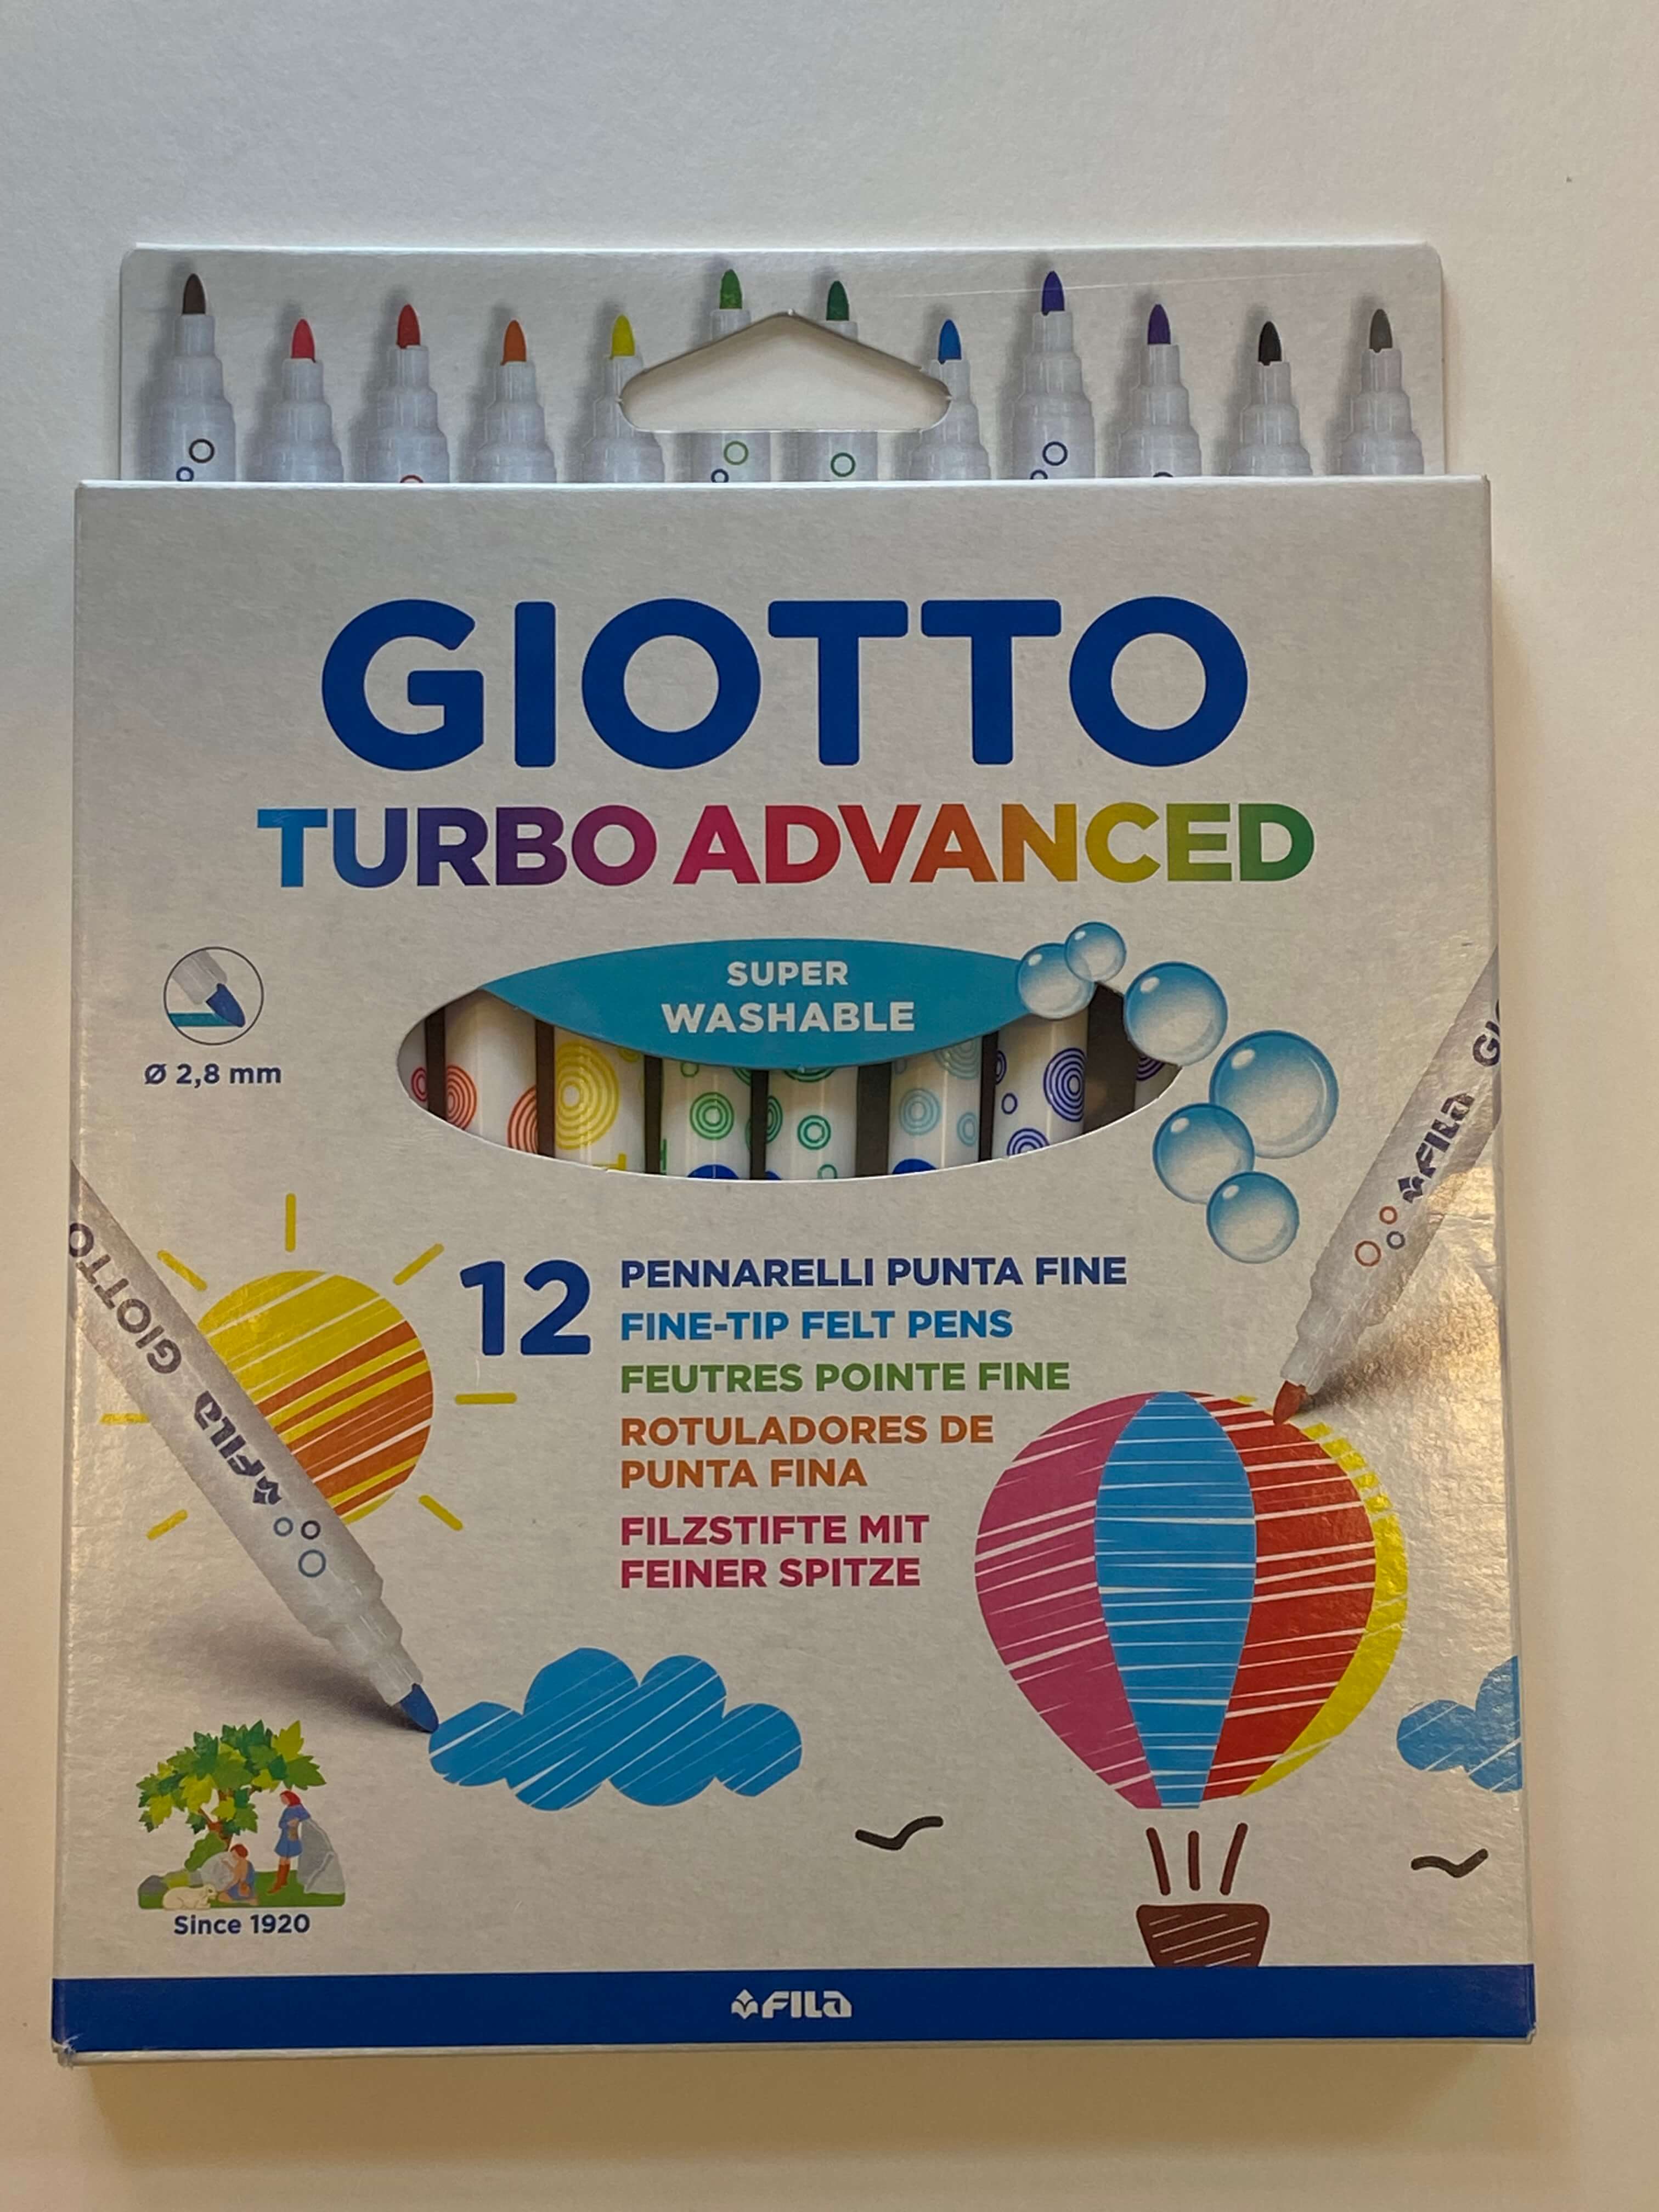 GIOTTO
TURBO ADVANCED
SUPER
WASHABLE
Ø 2,8 mm
FILA
GIOTTO FILA
12 PENNARELLI PUNTA FINE
FINE-TIP FELT PENS
FEUTRES POINTE FINE
ROTULADORES DE
PUNTA FINA
FILZSTIFTE MIT
FEINER SPITZE
Since 1920
FILA